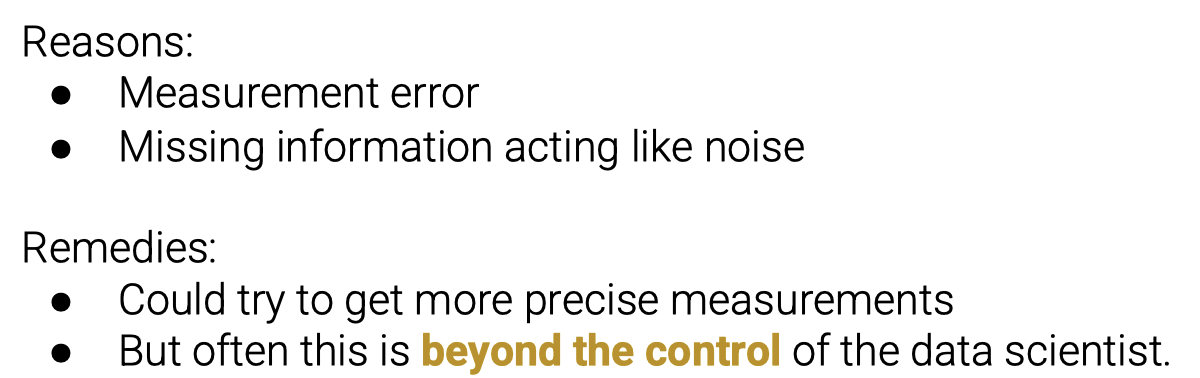 Reasons:
● Measurement error
● Missing information acting like noise
Remedies:
● Could try to get more precise measurements
● But often this is beyond the control of the data scientist.